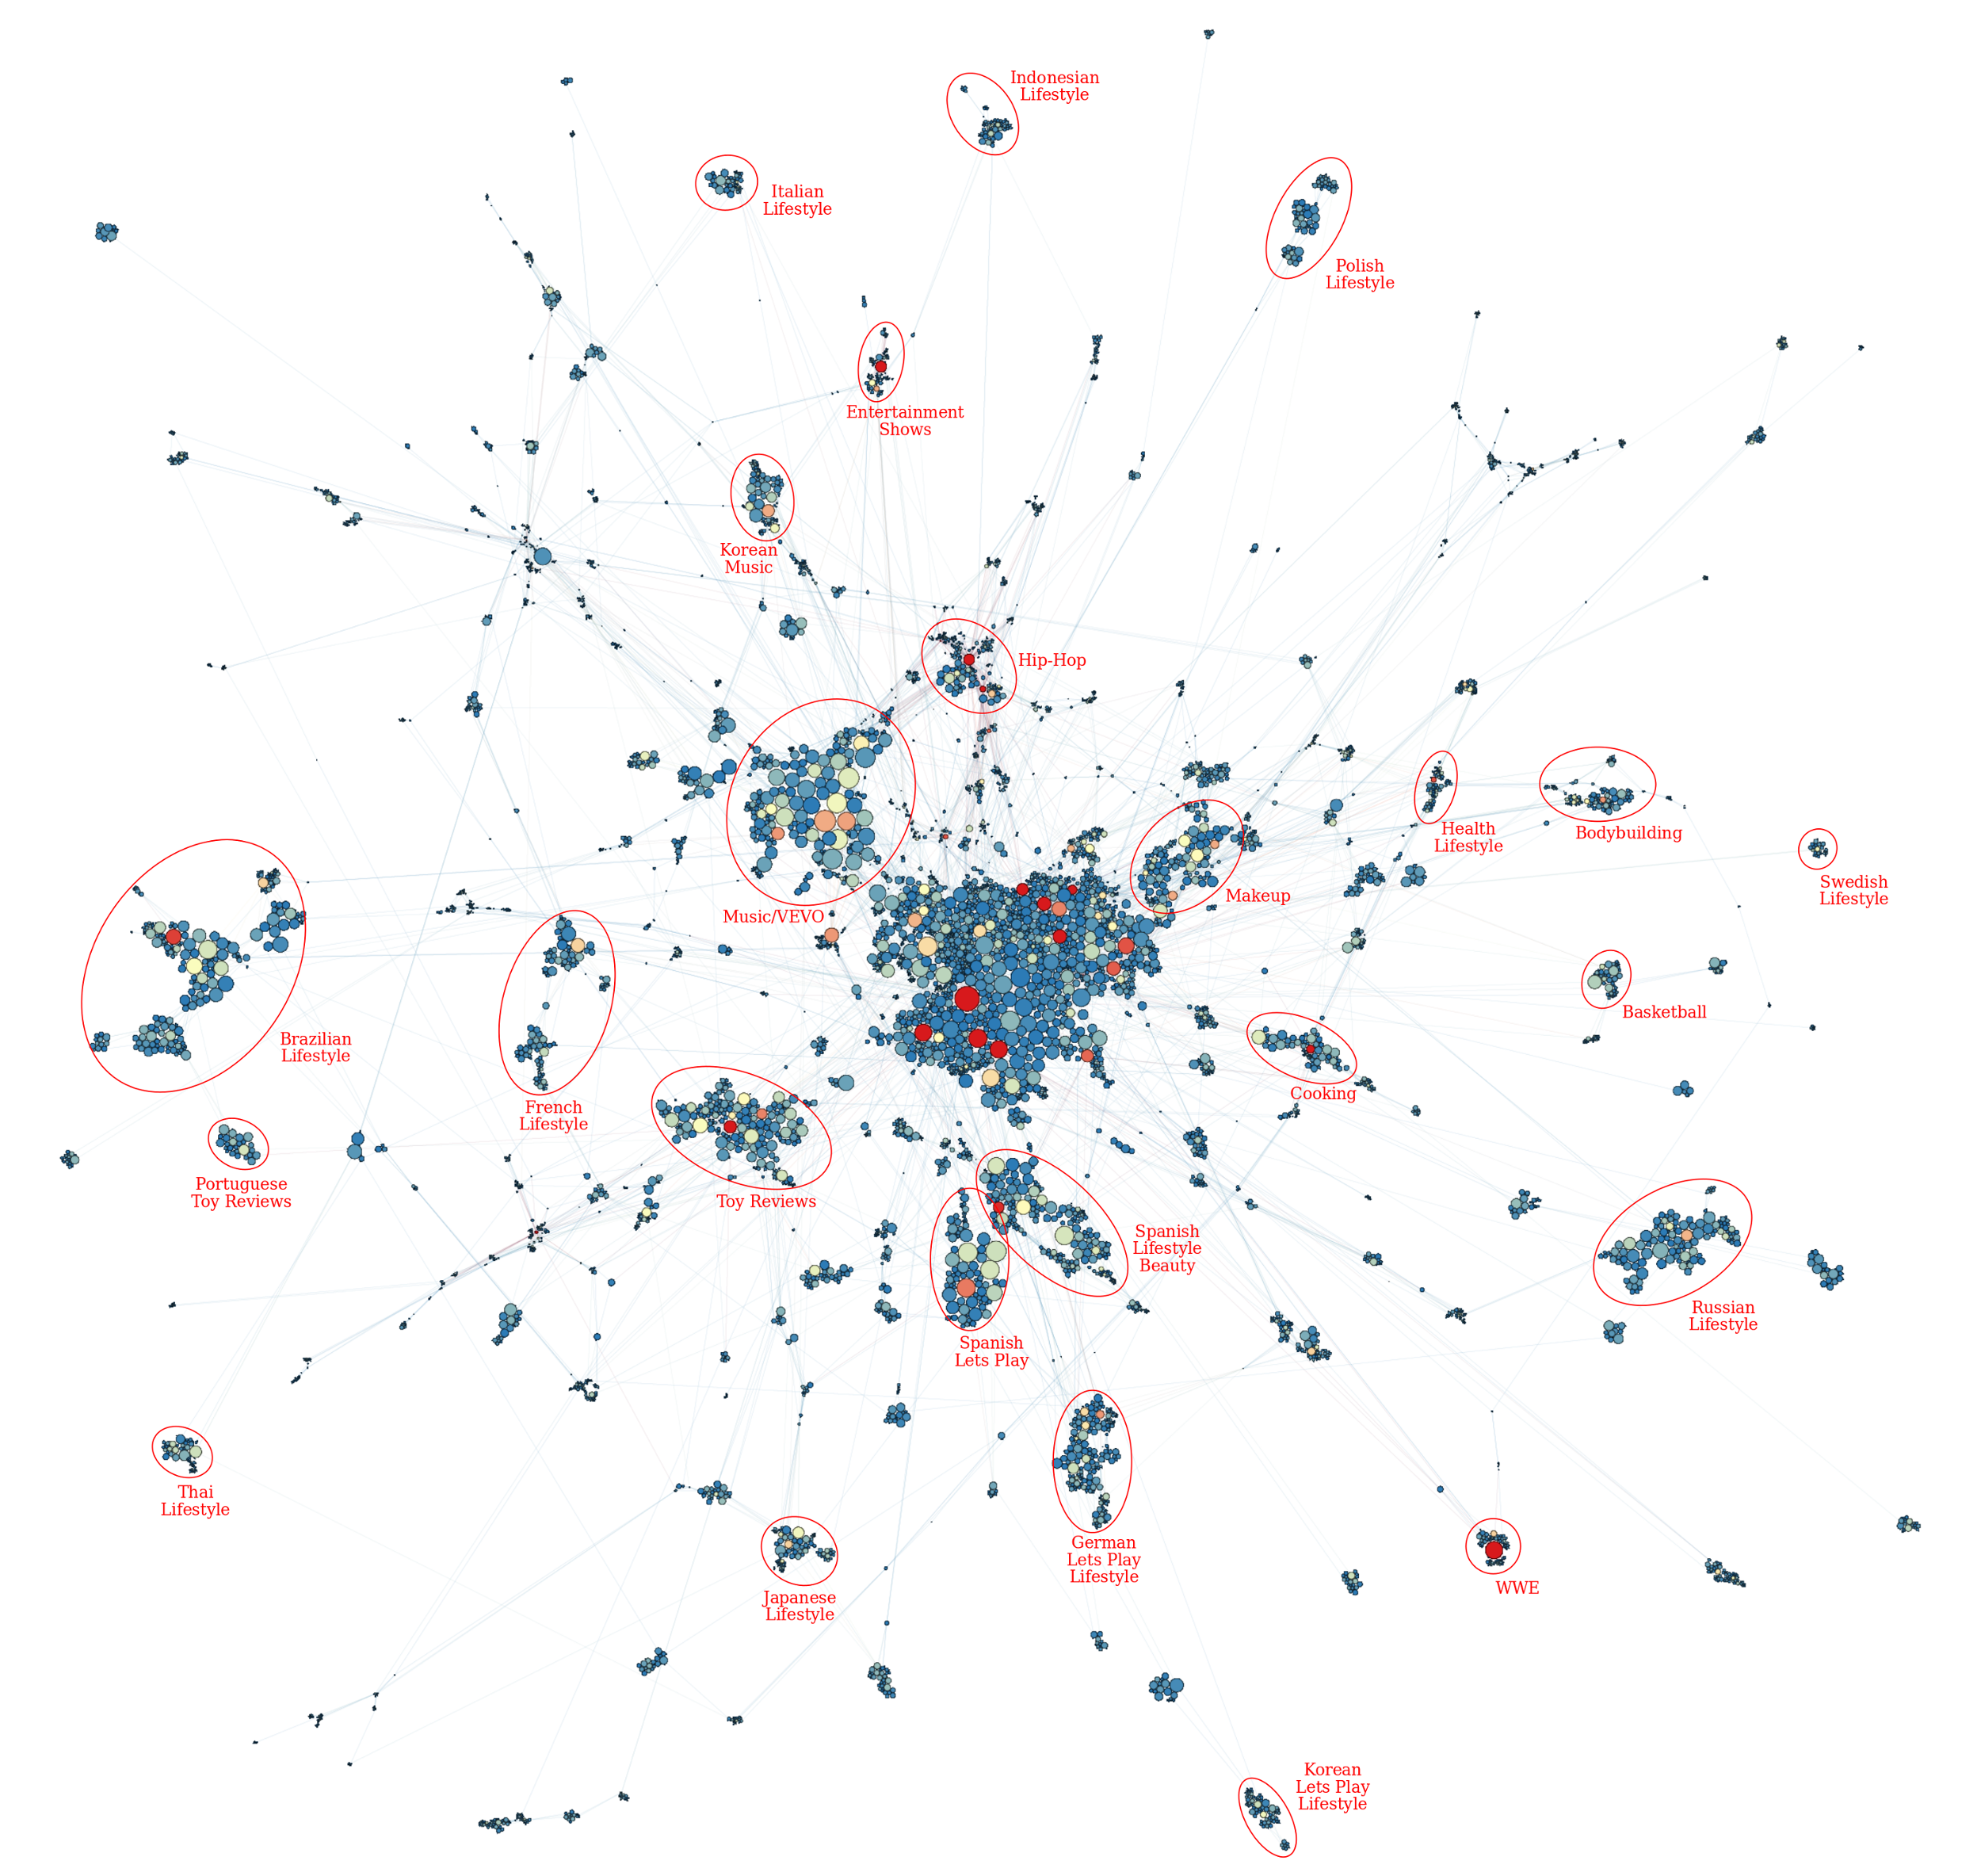 Indonesian
Lifestyle
Italian
Lifestyle
Polish
Lifestyle
Entertainment
Shows
Korean
Music
Hip-Hop
Health
Lifestyle
Bodybuilding
Swedish
Lifestyle
Makeup
Music/VEVO
Basketball
Brazilian
Lifestyle
Cooking
French
Lifestyle
Portuguese
Toy Reviews
Toy Reviews
Spanish
Lifestyle
Beauty
Russian
Lifestyle
Spanish
Lets Play
Thai
Lifestyle
German
Lets Play
Lifestyle
Japanese
Lifestyle
WWE
Korean
Lets Play
Lifestyle